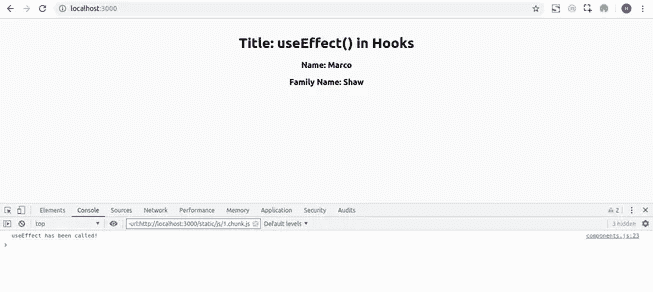 localhost:3000
H
Title: useEffect() in Hooks
Name: Marco
Family Name: Shaw
Elements Console Sources Network Performance Memory Application Security Audits 2
top -url:http://localhost:3000/static/js/1.chunk.js Default levels 3 hidden
useEffect has been called! components.js:23